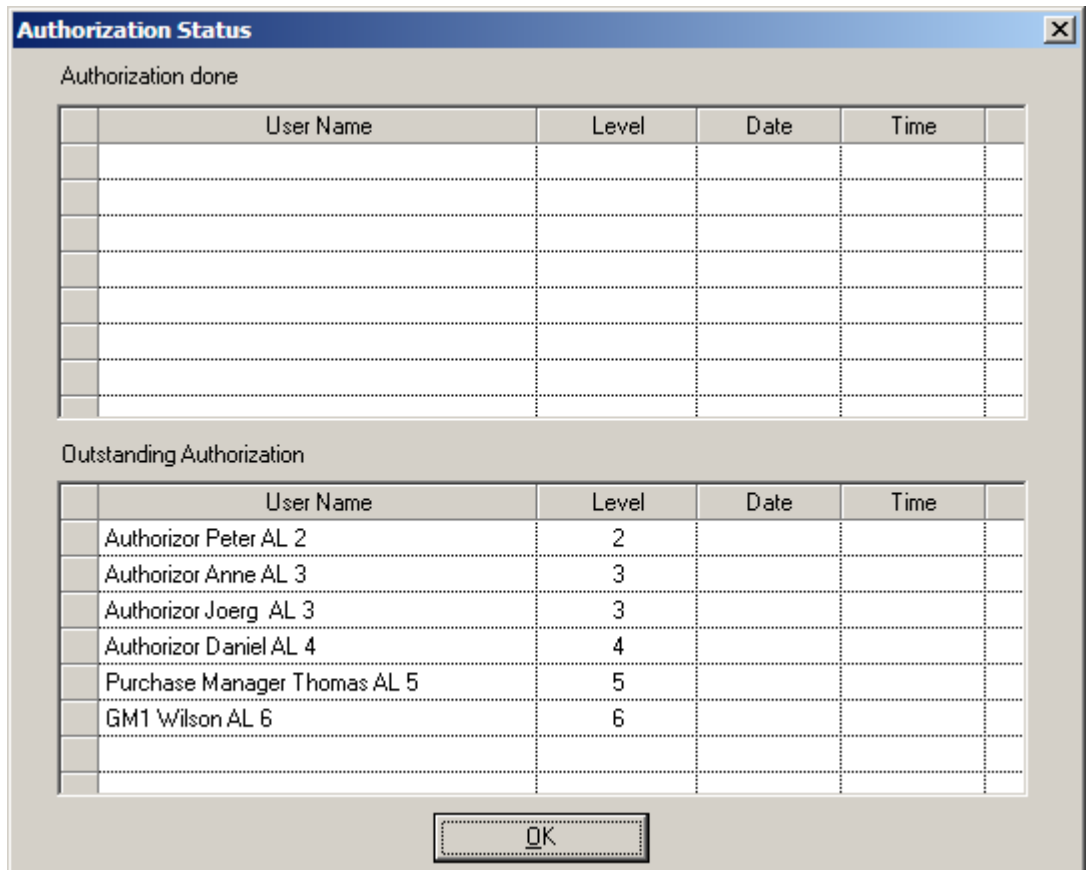 Authorization Status
Authorization done
User Name Level Date Time
Outstanding Authorization
User Name Level Date Time
Authorizor Peter AL 2 2
Authorizor Anne AL 3 3
Authorizor Joerg  AL 3 3
Authorizor Daniel AL 4 4
Purchase Manager Thomas AL 5 5
GM1 Wilson AL 6 6
OK